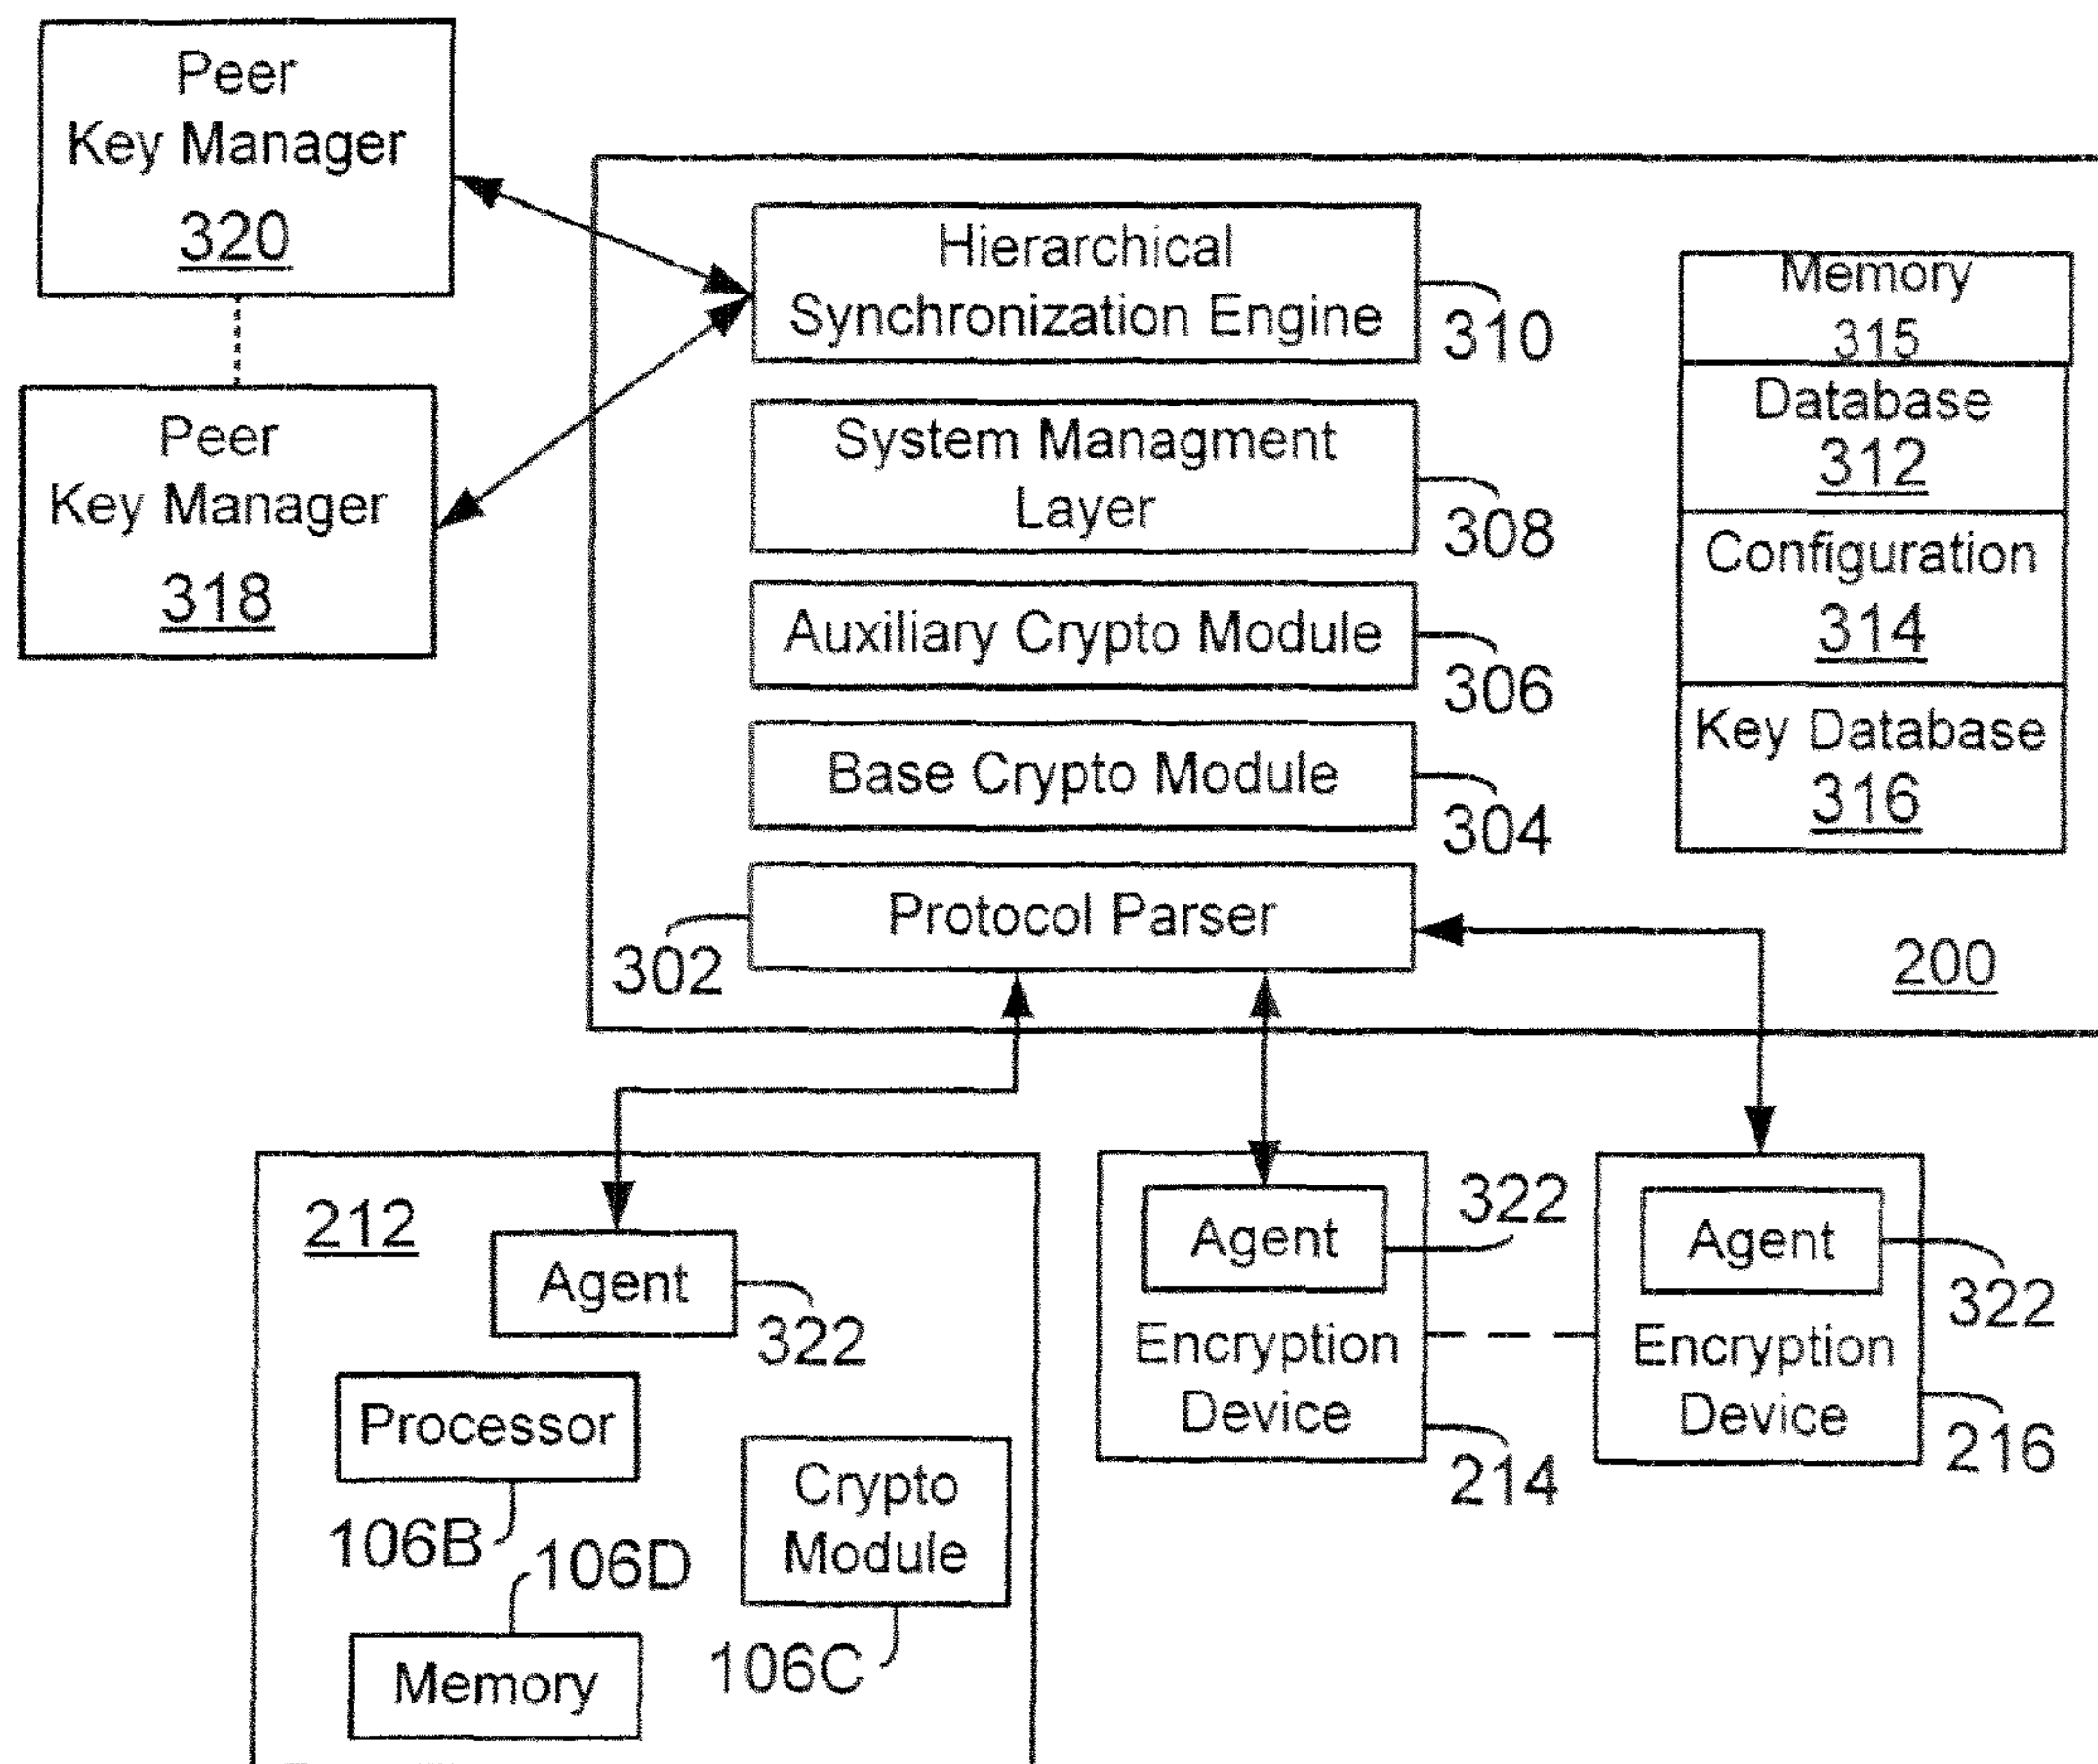 Peer
Key Manager
320
Peer
Key Manager
318
Hierarchical
Synchronization Engine
310
System Managment
Layer
308
Auxiliary Crypto Module
306
Base Crypto Module
304
Protocol Parser
302
Memory
315
Database
312
Configuration
314
Key Database
316
200
212
Agent
322
Processor
106B
106D
Memory
Crypto
Module
106C
Agent
322
Encryption
Device
214
Agent
322
Encryption
Device
216